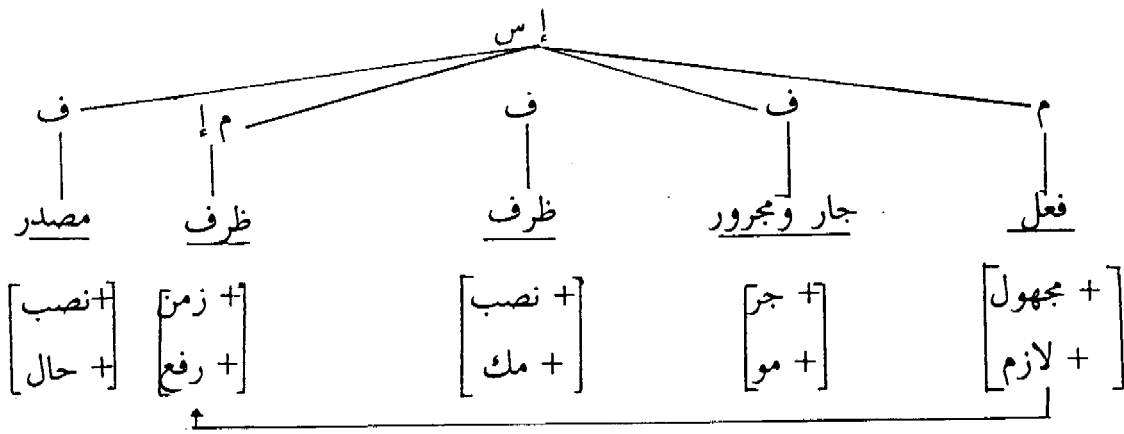 إ س
م ف ف م إ ف
فعل جار ومجرور ظرف ظرف مصدر
+ مجهول + جر + نصب + زمن + نصب
+ لازم + مو + مك + رفع + حال